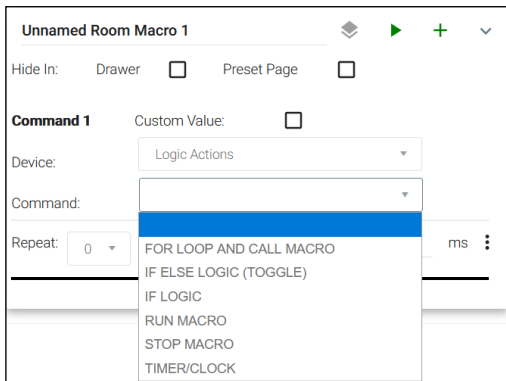 Unnamed Room Macro 1
Hide In: Drawer Preset Page
Command 1 Custom Value:
Device: Logic Actions
Command:
Repeat: 0 ms
FOR LOOP AND CALL MACRO
IF ELSE LOGIC (TOGGLE)
IF LOGIC
RUN MACRO
STOP MACRO
TIMER/CLOCK